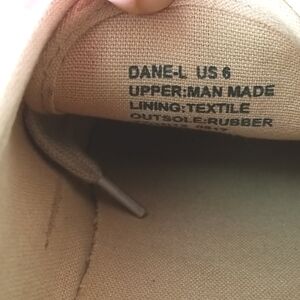 DANE-L US 6
UPPER:MAN MADE
LINING:TEXTILE
OUTSOLE:RUBBER